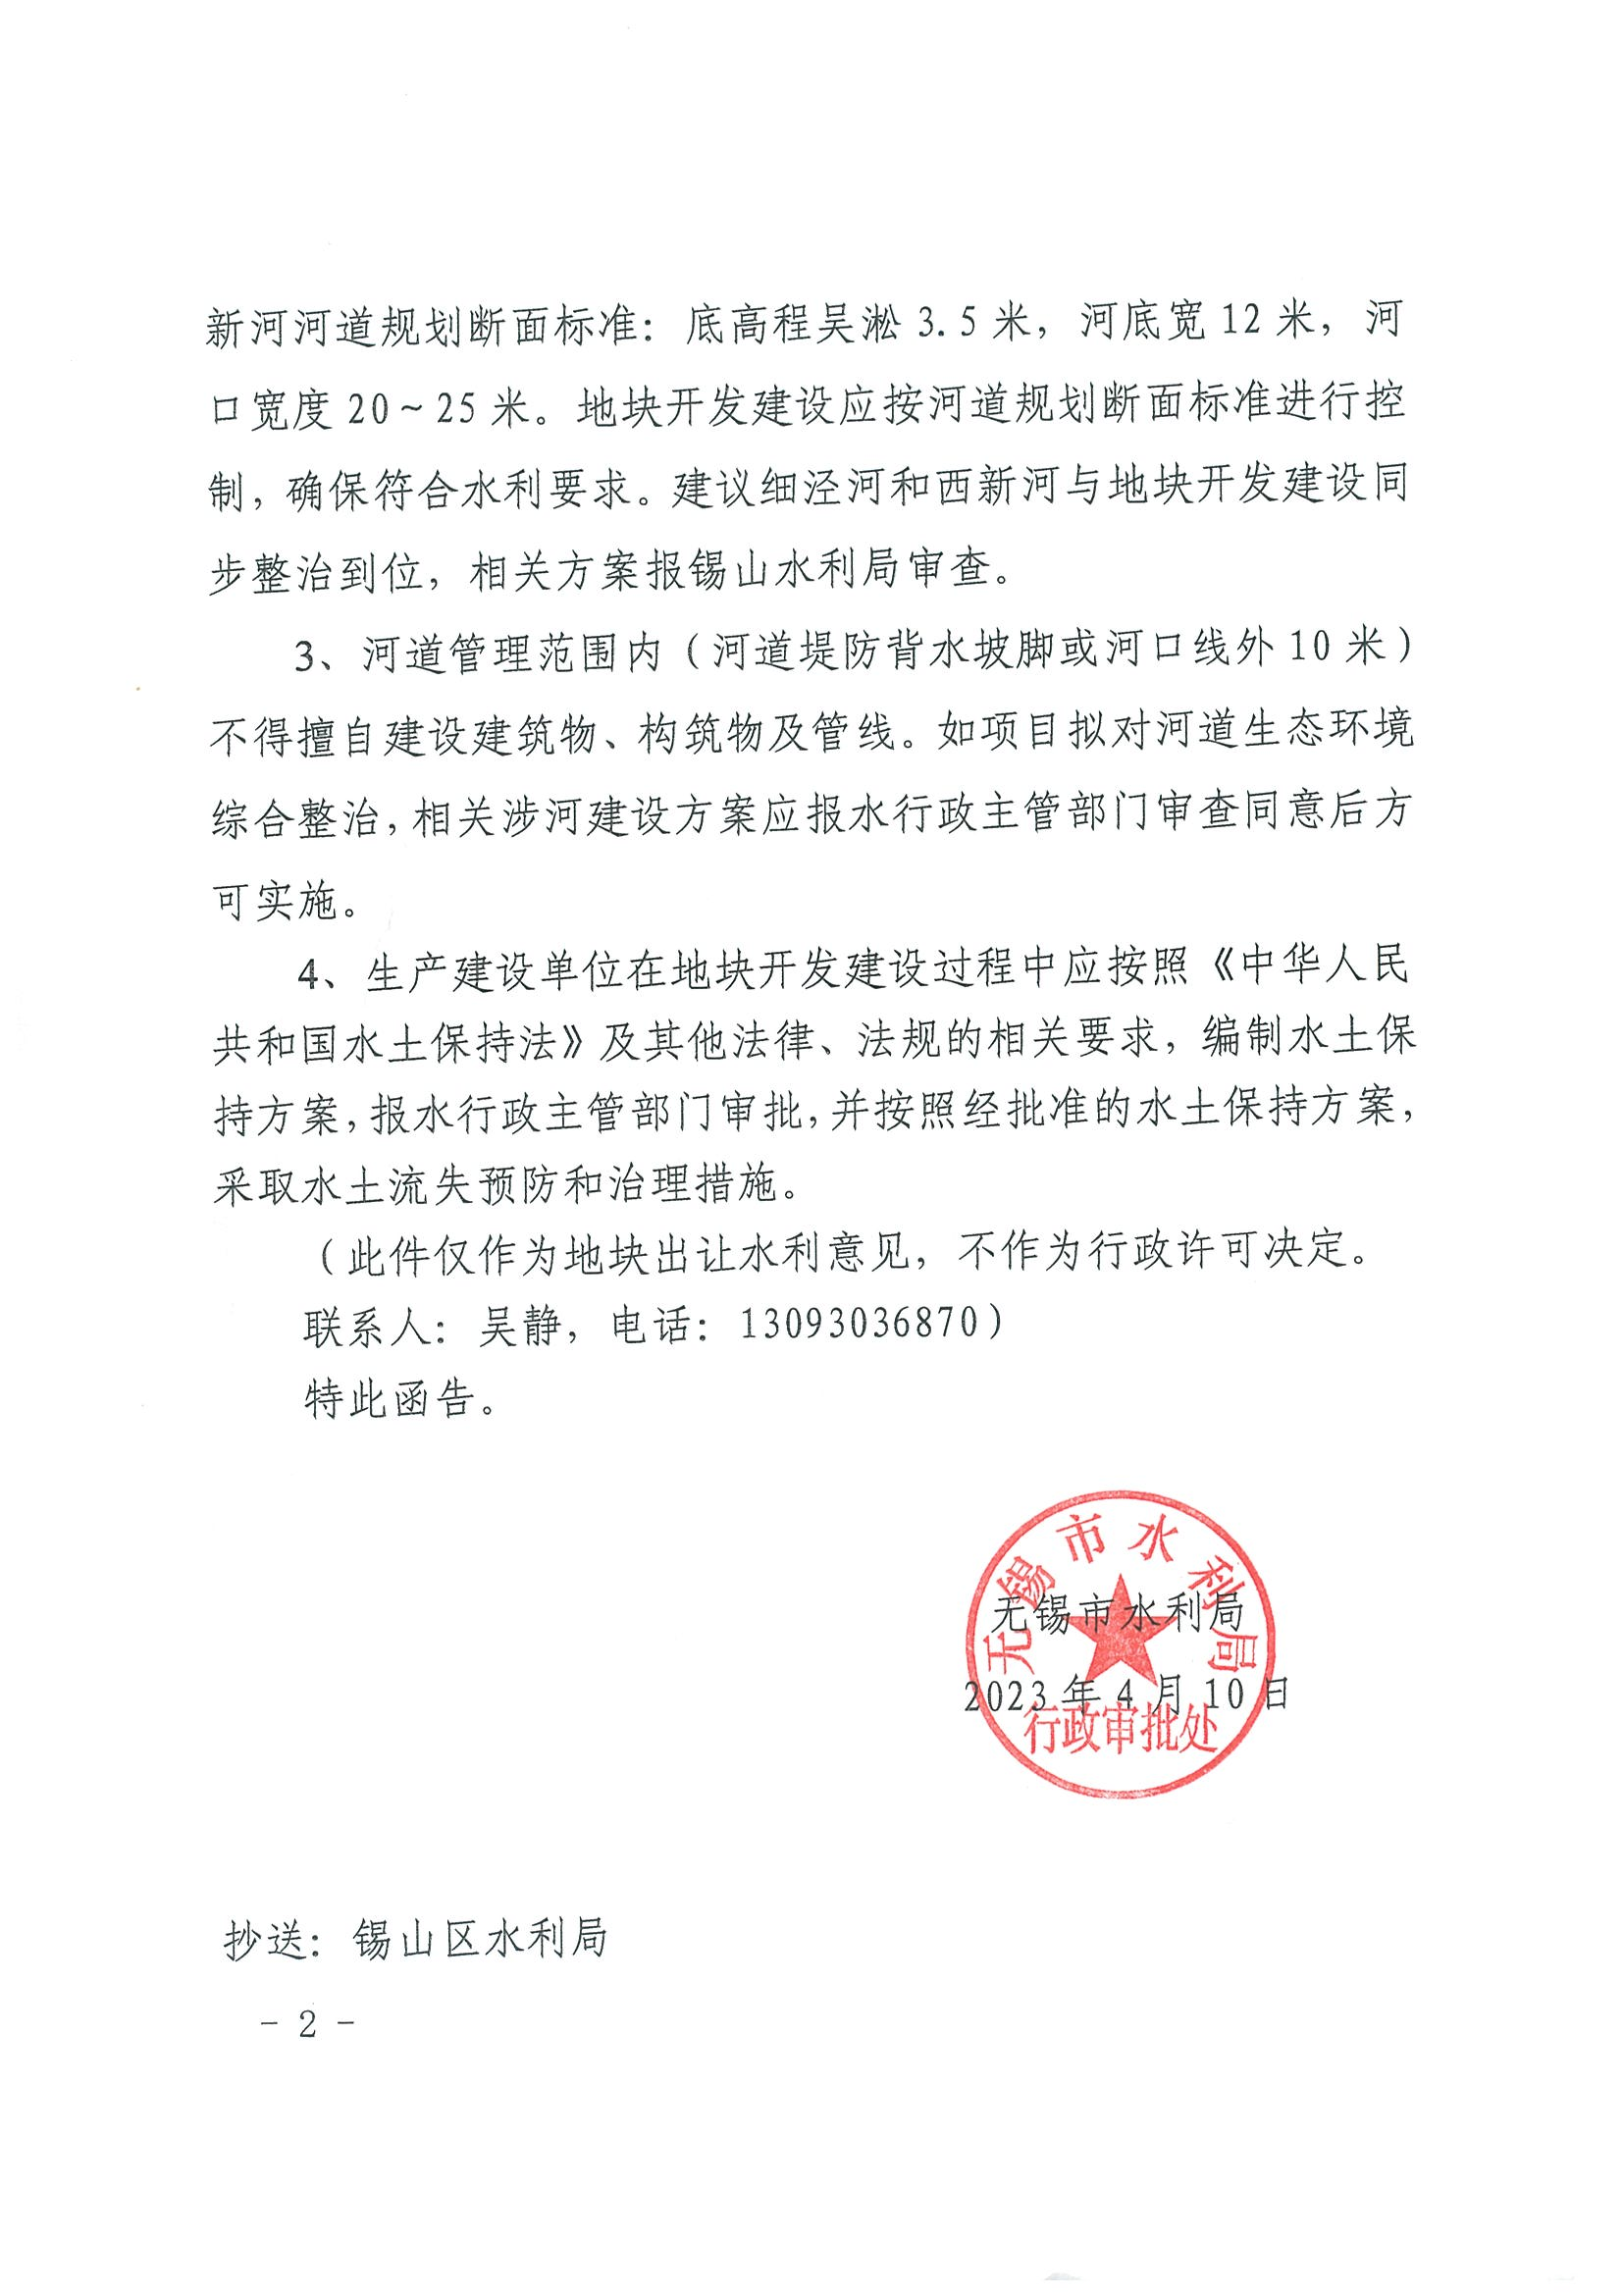 新河河道规划断面标准：底高程吴淞3.5米，河底宽12米，河
口宽度20~25米。地块开发建设应按河道规划断面标准进行控
制，确保符合水利要求。建议细泾河和西新河与地块开发建设同
步整治到位，相关方案报锡山水利局审查。
3、河道管理范围内（河道堤防背水坡脚或河口线外10米）
不得擅自建设建筑物、构筑物及管线。如项目拟对河道生态环境
综合整治，相关涉河建设方案应报水行政主管部门审查同意后方
可实施。
4、生产建设单位在地块开发建设过程中应按照《中华人民
共和国水土保持法》及其他法律、法规的相关要求，编制水土保
持方案，报水行政主管部门审批，并按照经批准的水土保持方案，
采取水土流失预防和治理措施。
（此件仅作为地块出让水利意见，不作为行政许可决定。
联系人：吴静，电话：13093036870）
特此函告。
无锡市水利局
无锡市水利局
2023年4月10日
行政审批处
抄送：锡山区水利局
- 2 -